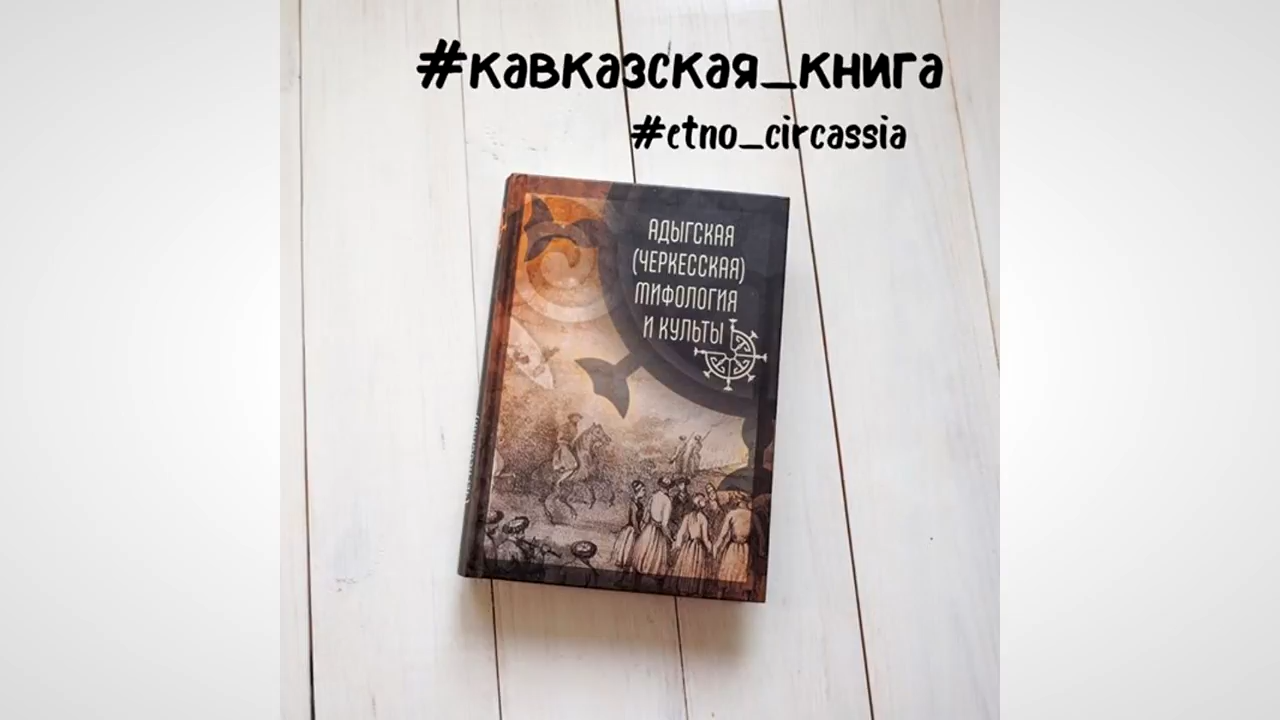 #кавказская_книга
#etno_circassia
АДЫГСКАЯ
(ЧЕРКЕССКАЯ)
МИФОЛОГИЯ
И КУЛЬТЫ